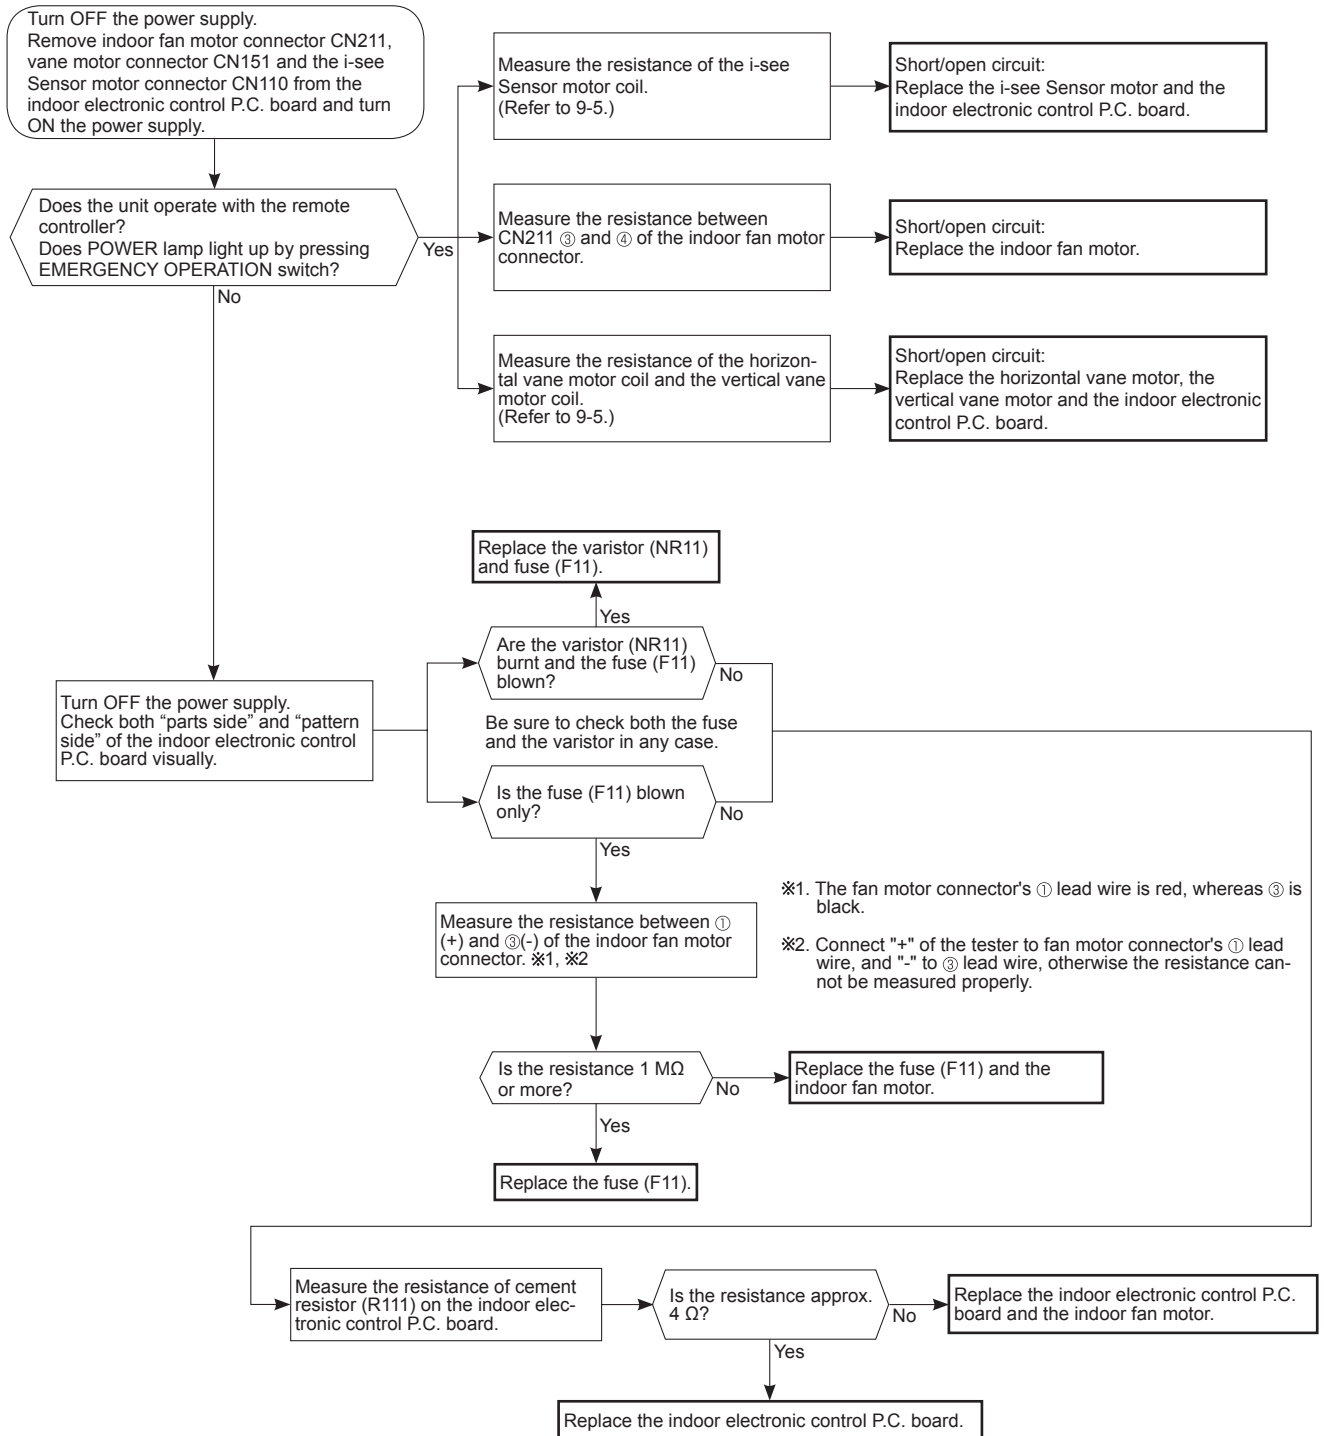 Turn OFF the power supply.
Remove indoor fan motor connector CN211,
vane motor connector CN151 and the i-see
Sensor motor connector CN110 from the
indoor electronic control P.C. board and turn
ON the power supply.
Does the unit operate with the remote
controller?
Does POWER lamp light up by pressing
EMERGENCY OPERATION switch?
Yes
No
Measure the resistance of the i-see
Sensor motor coil.
(Refer to 9-5.)
Short/open circuit:
Replace the i-see Sensor motor and the
indoor electronic control P.C. board.
Measure the resistance between
CN211 ③ and ④ of the indoor fan motor
connector.
Short/open circuit:
Replace the indoor fan motor.
Measure the resistance of the horizon-
tal vane motor coil and the vertical vane
motor coil.
(Refer to 9-5.)
Short/open circuit:
Replace the horizontal vane motor, the
vertical vane motor and the indoor electronic
control P.C. board.
Replace the varistor (NR11)
and fuse (F11).
Yes
Are the varistor (NR11)
burnt and the fuse (F11)
blown?
No
Turn OFF the power supply.
Check both “parts side” and “pattern
side” of the indoor electronic control
P.C. board visually.
Be sure to check both the fuse
and the varistor in any case.
Is the fuse (F11) blown
only?
No
Yes
Measure the resistance between ①
(+) and ③(-) of the indoor fan motor
connector. ※1, ※2
※1. The fan motor connector's ① lead wire is red, whereas ③ is
black.
※2. Connect "+" of the tester to fan motor connector's ① lead
wire, and "-" to ③ lead wire, otherwise the resistance can-
not be measured properly.
Is the resistance 1 MΩ
or more?
No
Replace the fuse (F11) and the
indoor fan motor.
Yes
Replace the fuse (F11).
Measure the resistance of cement
resistor (R111) on the indoor elec-
tronic control P.C. board.
Is the resistance approx.
4 Ω?
No
Replace the indoor electronic control P.C.
board and the indoor fan motor.
Yes
Replace the indoor electronic control P.C. board.